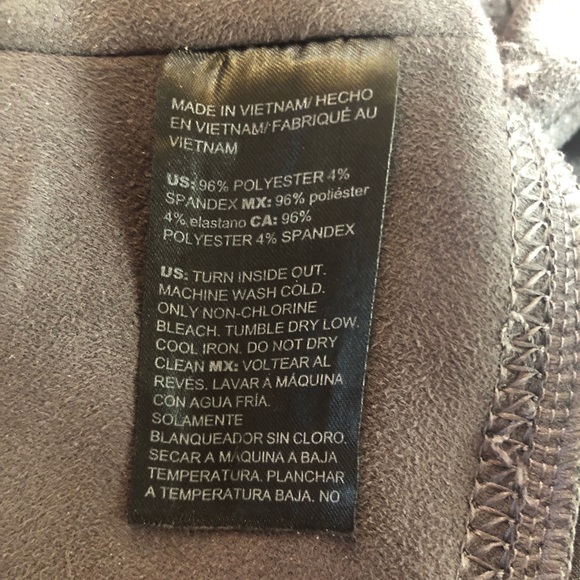 MADE IN VIETNAM/ HECHO
EN VIETNAM/ FABRIQUÉ AU
VIETNAM
US: 96% POLYESTER 4%
SPANDEX MX: 96% poliéster
4% elastano CA: 96%
POLYESTER 4% SPANDEX
US: TURN INSIDE OUT.
MACHINE WASH COLD.
ONLY NON-CHLORINE
BLEACH. TUMBLE DRY LOW.
COOL IRON. DO NOT DRY
CLEAN MX: VOLTEAR AL
REVÉS. LAVAR A MÁQUINA
CON AGUA FRÍA.
SOLAMENTE
BLANQUEADOR SIN CLORO.
SECAR A MÁQUINA A BAJA
TEMPERATURA. PLANCHAR
A TEMPERATURA BAJA. NO